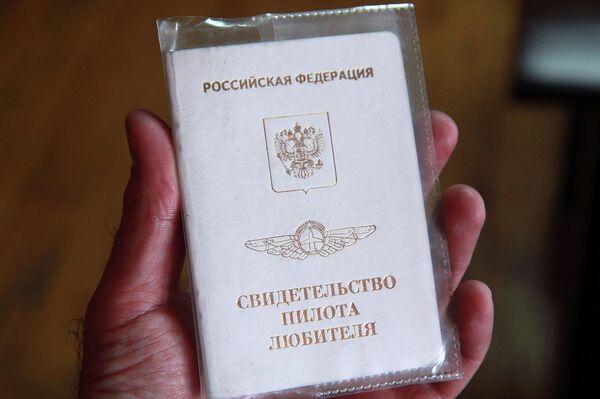 РОССИЙСКАЯ ФЕДЕРАЦИЯ
СВИДЕТЕЛЬСТВО
ПИЛОТА
ЛЮБИТЕЛЯ